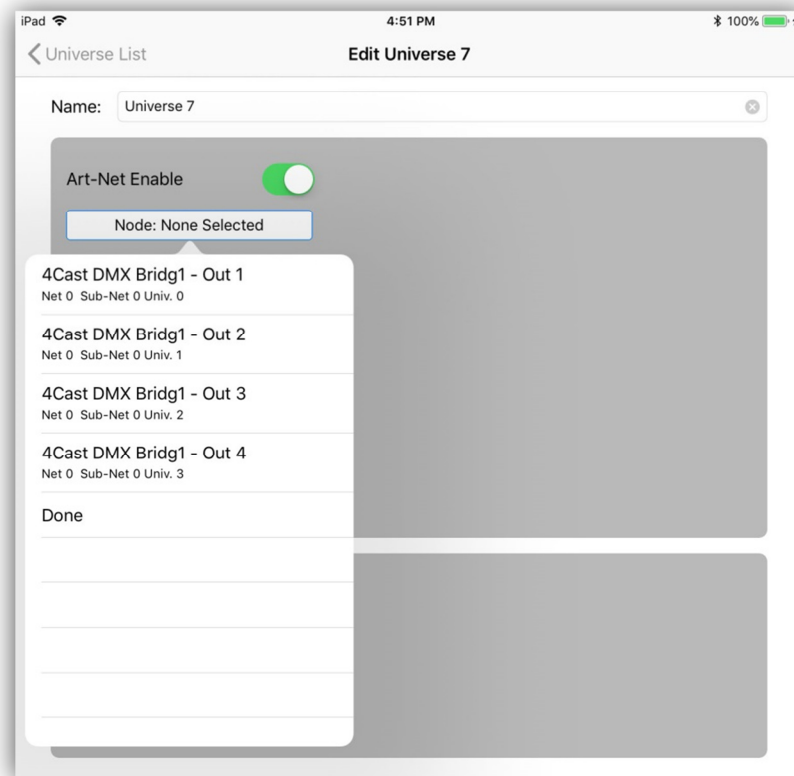 iPad 4:51 PM 100%
Universe List Edit Universe 7
Name: Universe 7
Art-Net Enable
Node: None Selected
4Cast DMX Bridg1 - Out 1
Net 0 Sub-Net 0 Univ. 0
4Cast DMX Bridg1 - Out 2
Net 0 Sub-Net 0 Univ. 1
4Cast DMX Bridg1 - Out 3
Net 0 Sub-Net 0 Univ. 2
4Cast DMX Bridg1 - Out 4
Net 0 Sub-Net 0 Univ. 3
Done